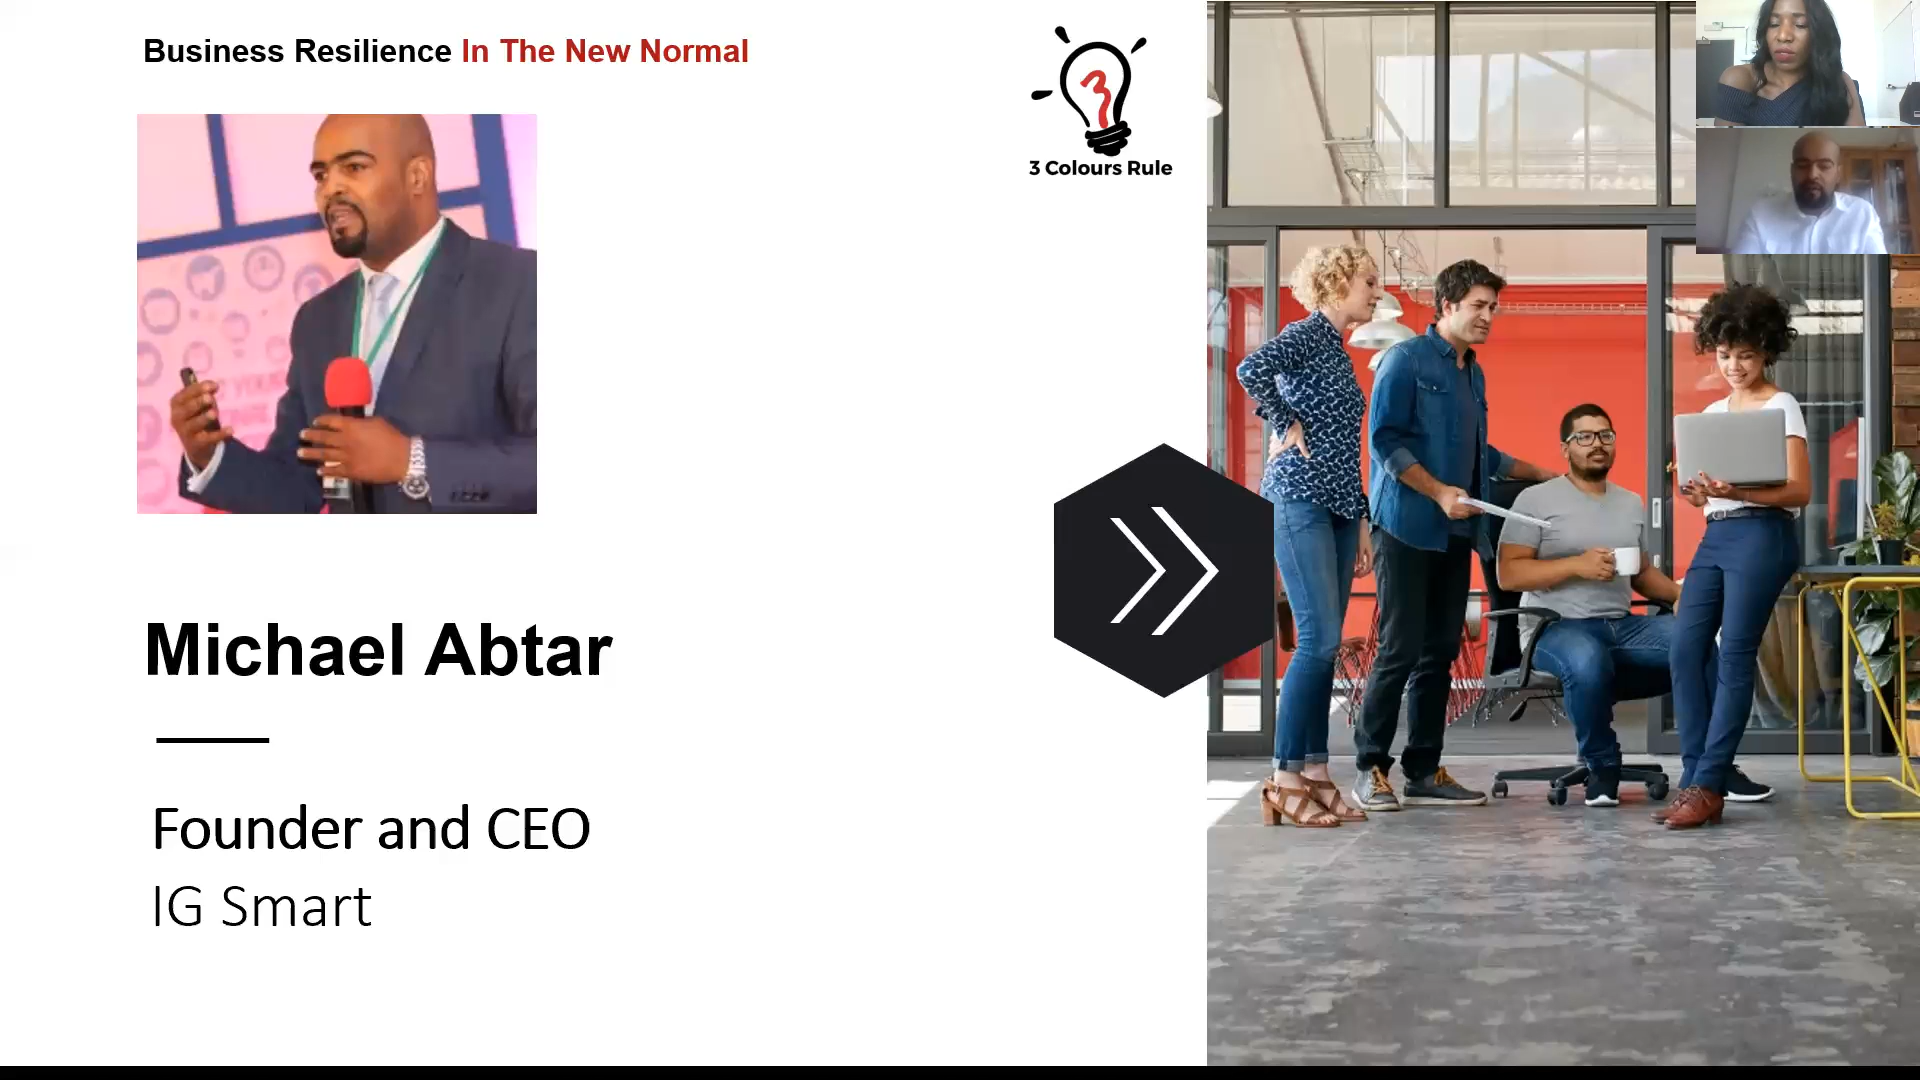 Business Resilience In The New Normal
3 Colours Rule
Michael Abtar
Founder and CEO
IG Smart